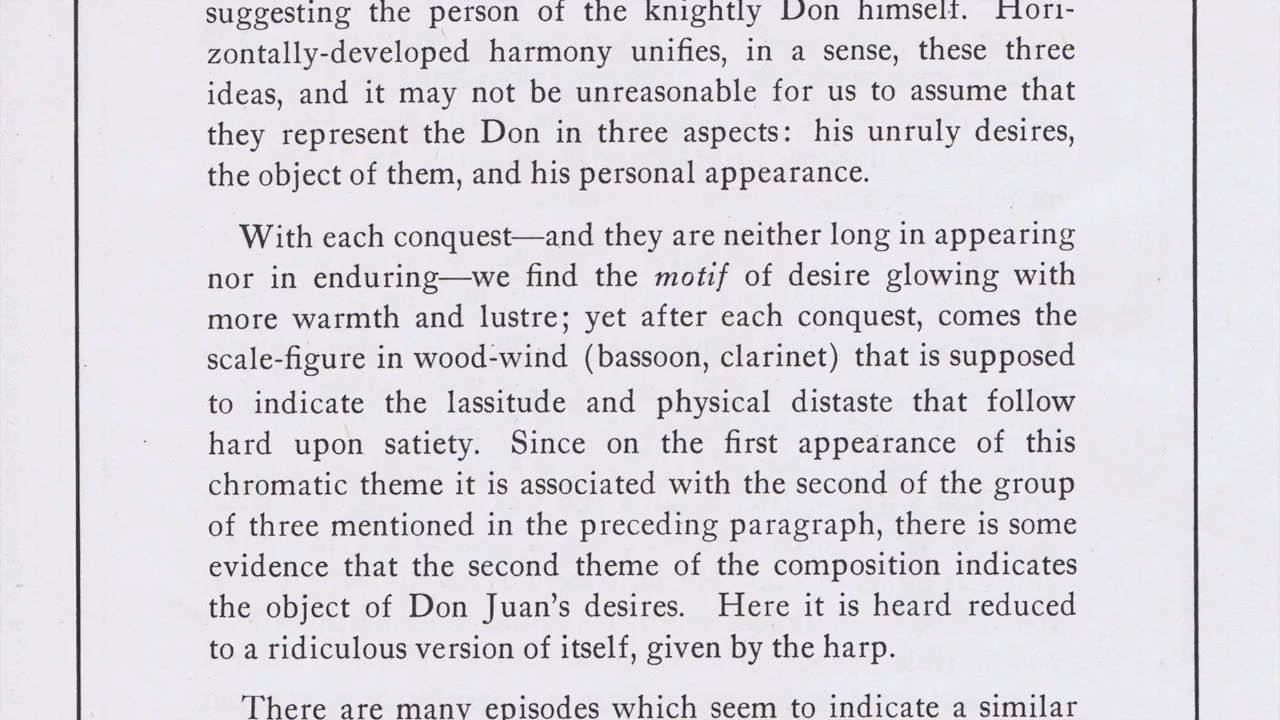 suggesting the person of the knightly Don himself. Hori-
zontally-developed harmony unifies, in a sense, these three
ideas, and it may not be unreasonable for us to assume that
they represent the Don in three aspects: his unruly desires,
the object of them, and his personal appearance.
With each conquest—and they are neither long in appearing
nor in enduring—we find the motif of desire glowing with
more warmth and lustre; yet after each conquest, comes the
scale-figure in wood-wind (bassoon, clarinet) that is supposed
to indicate the lassitude and physical distaste that follow
hard upon satiety. Since on the first appearance of this
chromatic theme it is associated with the second of the group
of three mentioned in the preceding paragraph, there is some
evidence that the second theme of the composition indicates
the object of Don Juan's desires. Here it is heard reduced
to a ridiculous version of itself, given by the harp.
There are many episodes which seem to indicate a similar